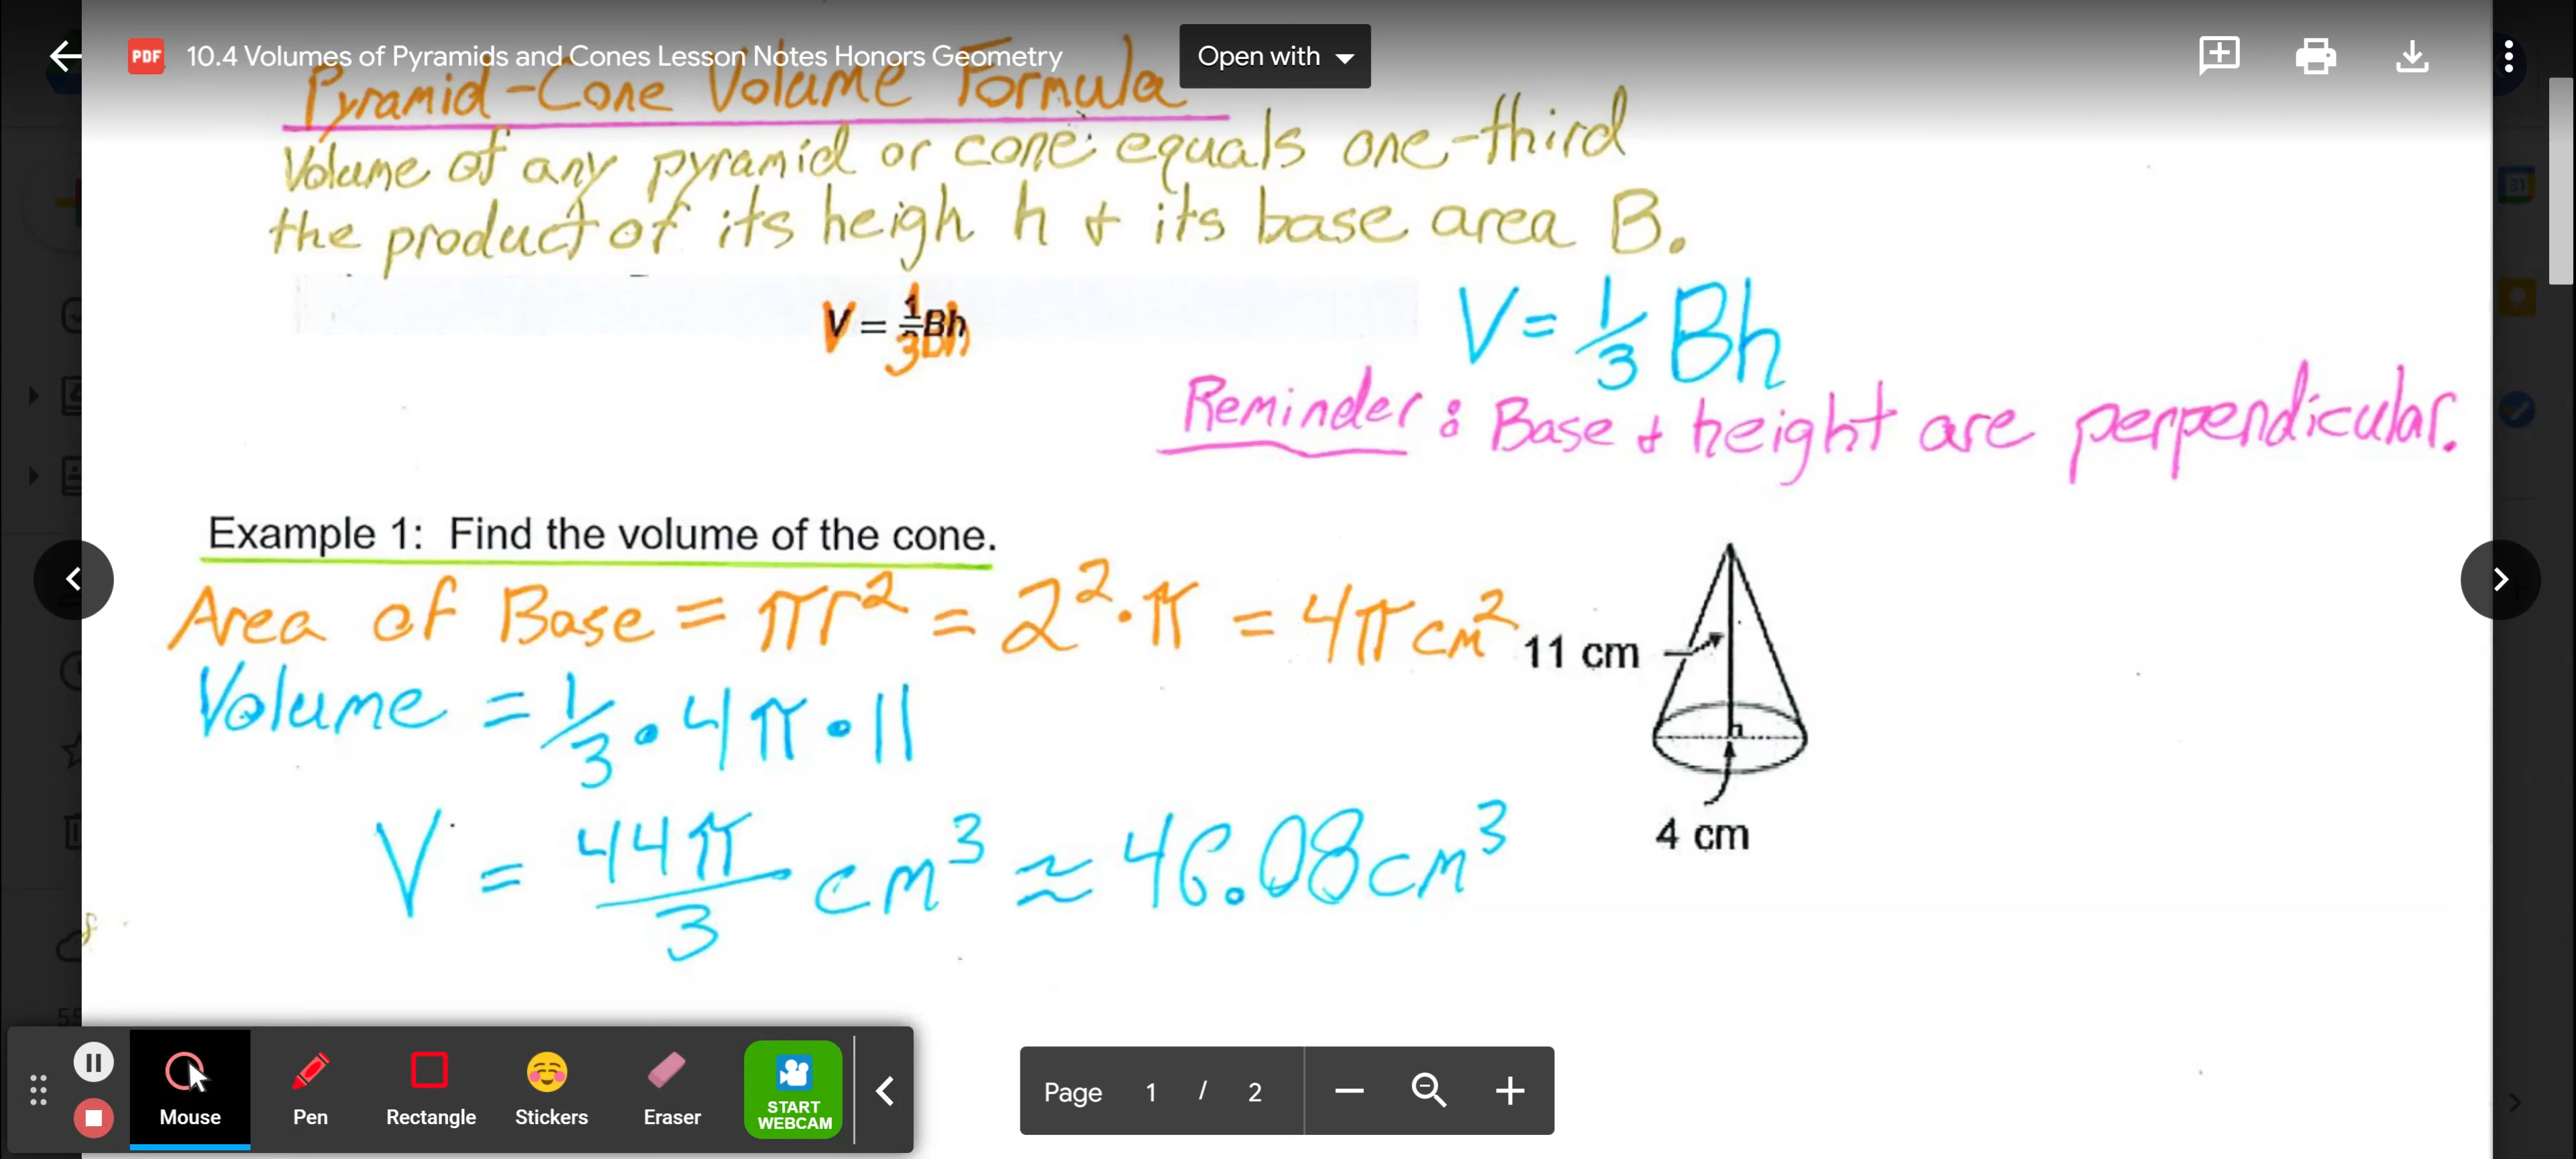 PDF 10.4 Volumes of Pyramids and Cones Lesson Notes Honors Geometry Open with
Pyramid-Cone Volume Formula
Volume of any pyramid or cone equals one-third
the product of its heigh h & its base area B.
V = 1/3 Bh
V = 1/3 Bh
Reminder: Base & height are perpendicular.
Example 1: Find the volume of the cone.
Area of Base = πr² = 2²·π = 4π cm²
11 cm
Volume = 1/3 · 4π · 11
4 cm
V = 44π/3 cm³ ≈ 46.08 cm³
Mouse Pen Rectangle Stickers Eraser START WEBCAM
Page 1 / 2
31